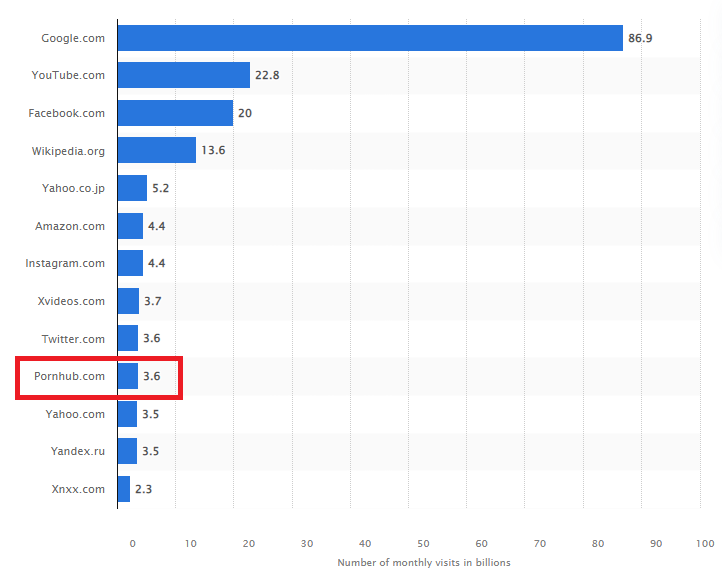 Google.com 86.9
YouTube.com 22.8
Facebook.com 20
Wikipedia.org 13.6
Yahoo.co.jp 5.2
Amazon.com 4.4
Instagram.com 4.4
Xvideos.com 3.7
Twitter.com 3.6
Pornhub.com 3.6
Yahoo.com 3.5
Yandex.ru 3.5
Xnxx.com 2.3
0 10 20 30 40 50 60 70 80 90 100
Number of monthly visits in billions